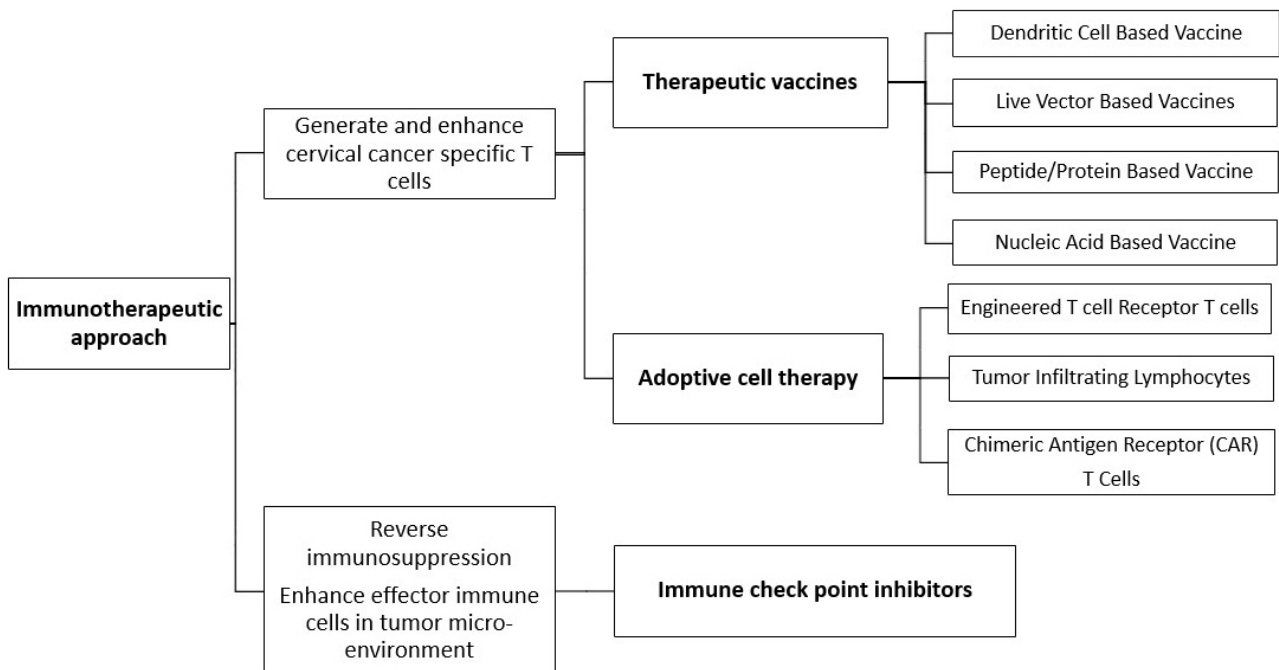 Immunotherapeutic
approach
Generate and enhance
cervical cancer specific T
cells
Therapeutic vaccines
Dendritic Cell Based Vaccine
Live Vector Based Vaccines
Peptide/Protein Based Vaccine
Nucleic Acid Based Vaccine
Adoptive cell therapy
Engineered T cell Receptor T cells
Tumor Infiltrating Lymphocytes
Chimeric Antigen Receptor (CAR)
T Cells
Reverse
immunosuppression
Enhance effector immune
cells in tumor micro-
environment
Immune check point inhibitors